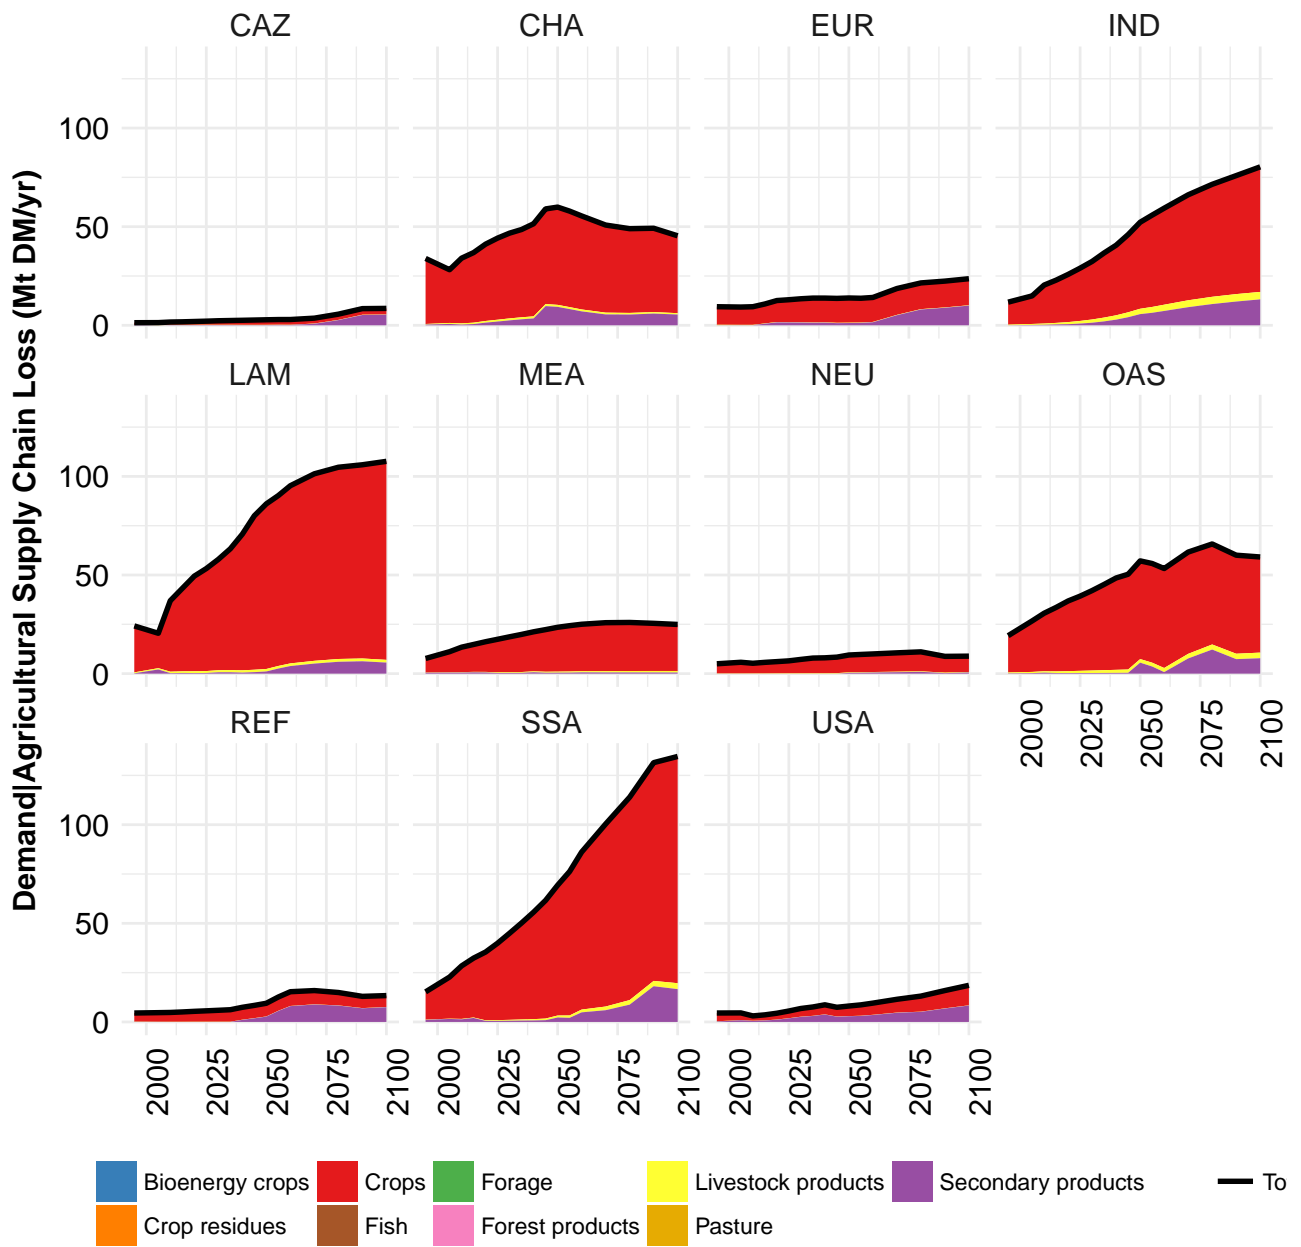 CAZ CHA EUR IND
100
50
0
LAM MEA NEU OAS
100
50
0
2000 2025 2050 2075 2100
REF SSA USA
100
50
0
2000 2025 2050 2075 2100 2000 2025 2050 2075 2100 2000 2025 2050 2075 2100
Demand|Agricultural Supply Chain Loss (Mt DM/yr)
Bioenergy crops Crops Forage Livestock products Secondary products To
Crop residues Fish Forest products Pasture